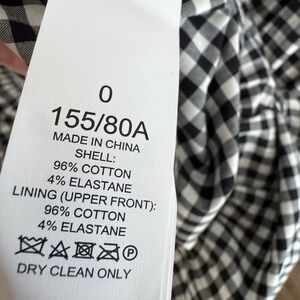 0
155/80A
MADE IN CHINA
SHELL:
96% COTTON
4% ELASTANE
LINING (UPPER FRONT):
96% COTTON
4% ELASTANE
P
DRY CLEAN ONLY